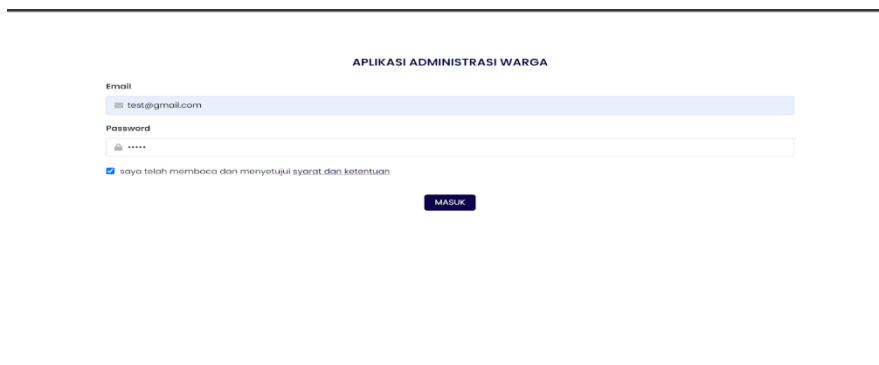 APLIKASI ADMINISTRASI WARGA
Email
test@gmail.com
Password
•••••
saya telah membaca dan menyetujui syarat dan ketentuan
MASUK